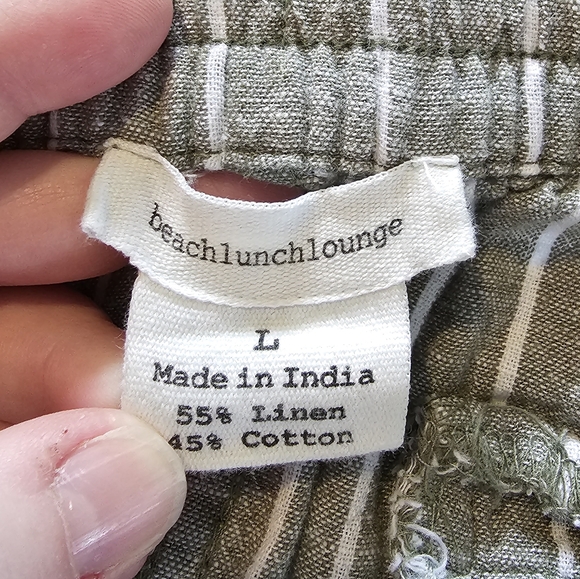 beachlunchlounge
L
Made in India
55% Linen
45% Cotton